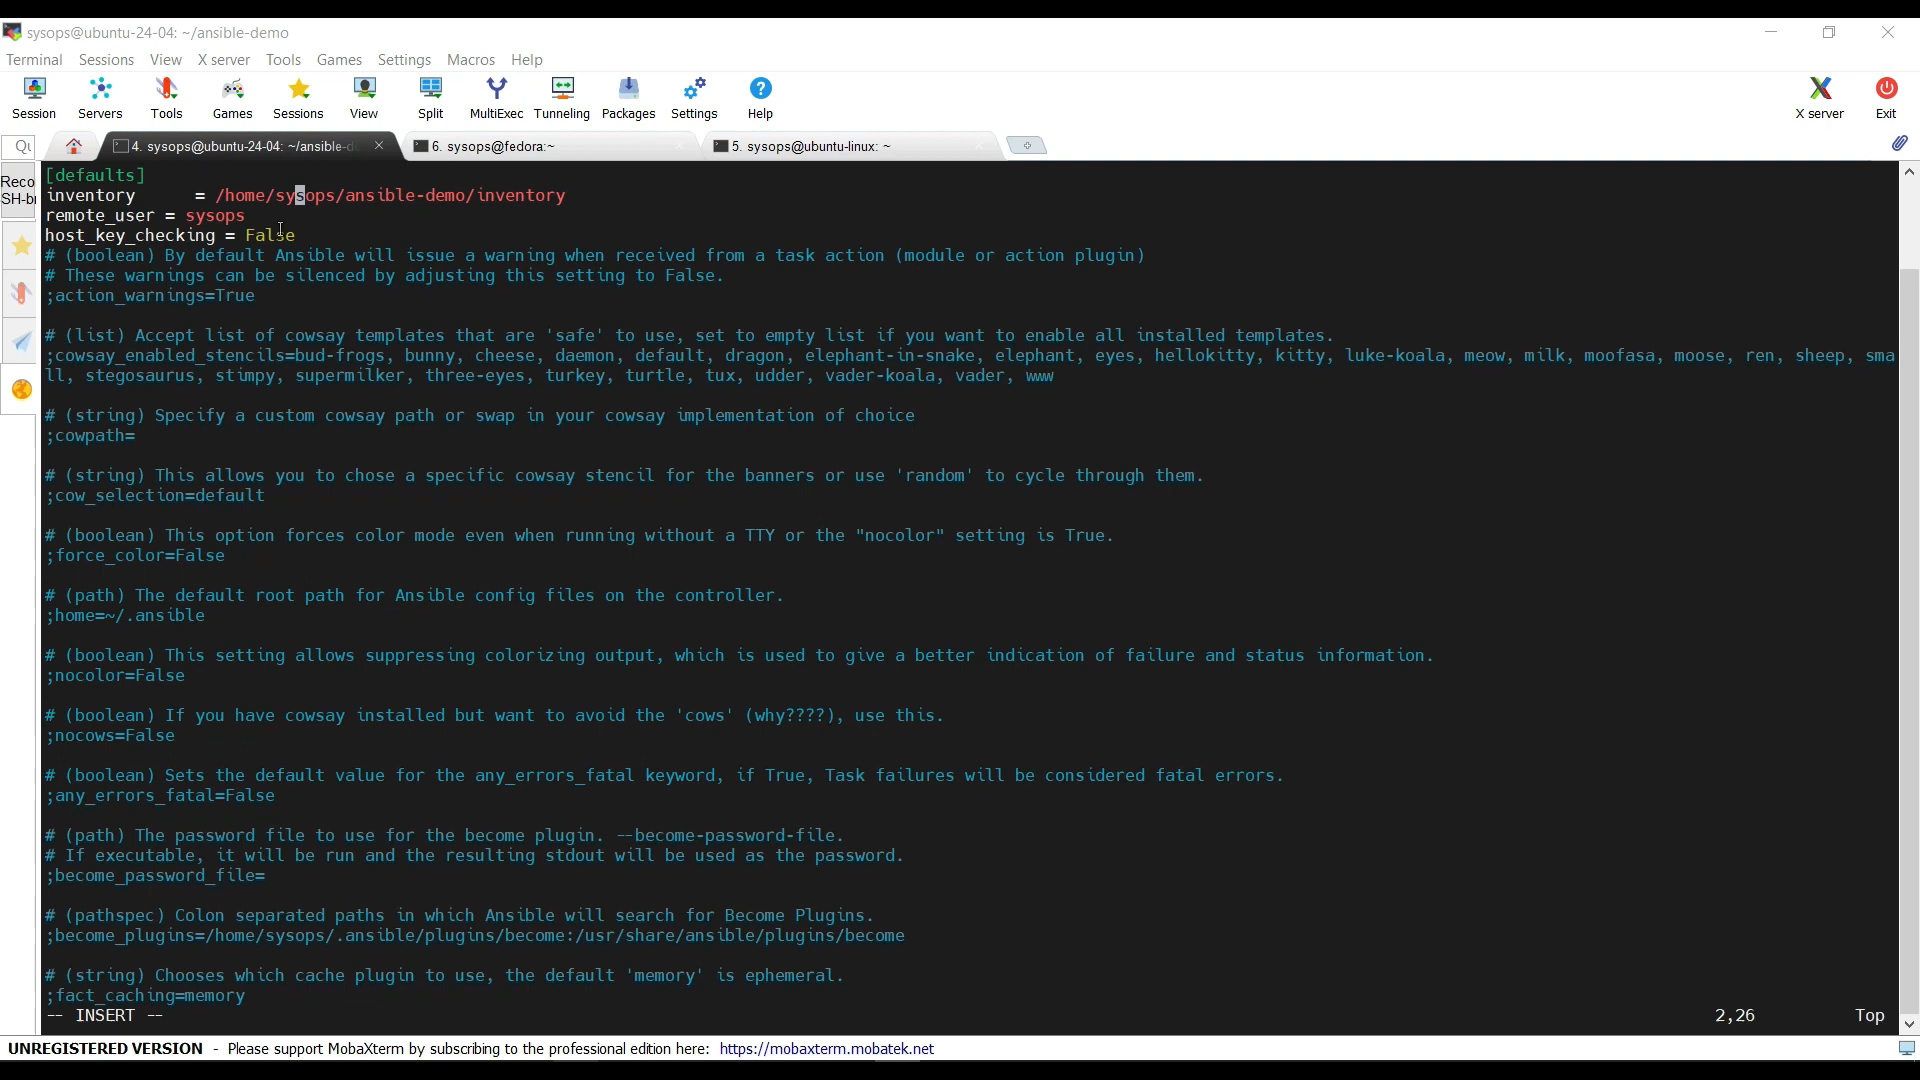 sysops@ubuntu-24-04: ~/ansible-demo
Terminal Sessions View X server Tools Games Settings Macros Help
Session Servers Tools Games Sessions View Split MultiExec Tunneling Packages Settings Help X server Exit
4. sysops@ubuntu-24-04: ~/ansible-d 6. sysops@fedora:~ 5. sysops@ubuntu-linux: ~
Reco
[defaults]
inventory      = /home/sysops/ansible-demo/inventory
remote_user = sysops
host_key_checking = False
# (boolean) By default Ansible will issue a warning when received from a task action (module or action plugin)
# These warnings can be silenced by adjusting this setting to False.
;action_warnings=True
# (list) Accept list of cowsay templates that are 'safe' to use, set to empty list if you want to enable all installed templates.
;cowsay_enabled_stencils=bud-frogs, bunny, cheese, daemon, default, dragon, elephant-in-snake, elephant, eyes, hellokitty, kitty, luke-koala, meow, milk, moofasa, moose, ren, sheep, sma
ll, stegosaurus, stimpy, supermilker, three-eyes, turkey, turtle, tux, udder, vader-koala, vader, www
# (string) Specify a custom cowsay path or swap in your cowsay implementation of choice
;cowpath=
# (string) This allows you to chose a specific cowsay stencil for the banners or use 'random' to cycle through them.
;cow_selection=default
# (boolean) This option forces color mode even when running without a TTY or the "nocolor" setting is True.
;force_color=False
# (path) The default root path for Ansible config files on the controller.
;home=~/.ansible
# (boolean) This setting allows suppressing colorizing output, which is used to give a better indication of failure and status information.
;nocolor=False
# (boolean) If you have cowsay installed but want to avoid the 'cows' (why????), use this.
;nocows=False
# (boolean) Sets the default value for the any_errors_fatal keyword, if True, Task failures will be considered fatal errors.
;any_errors_fatal=False
# (path) The password file to use for the become plugin. --become-password-file.
# If executable, it will be run and the resulting stdout will be used as the password.
;become_password_file=
# (pathspec) Colon separated paths in which Ansible will search for Become Plugins.
;become_plugins=/home/sysops/.ansible/plugins/become:/usr/share/ansible/plugins/become
# (string) Chooses which cache plugin to use, the default 'memory' is ephemeral.
;fact_caching=memory
-- INSERT -- 2,26 Top
UNREGISTERED VERSION - Please support MobaXterm by subscribing to the professional edition here: https://mobaxterm.mobatek.net